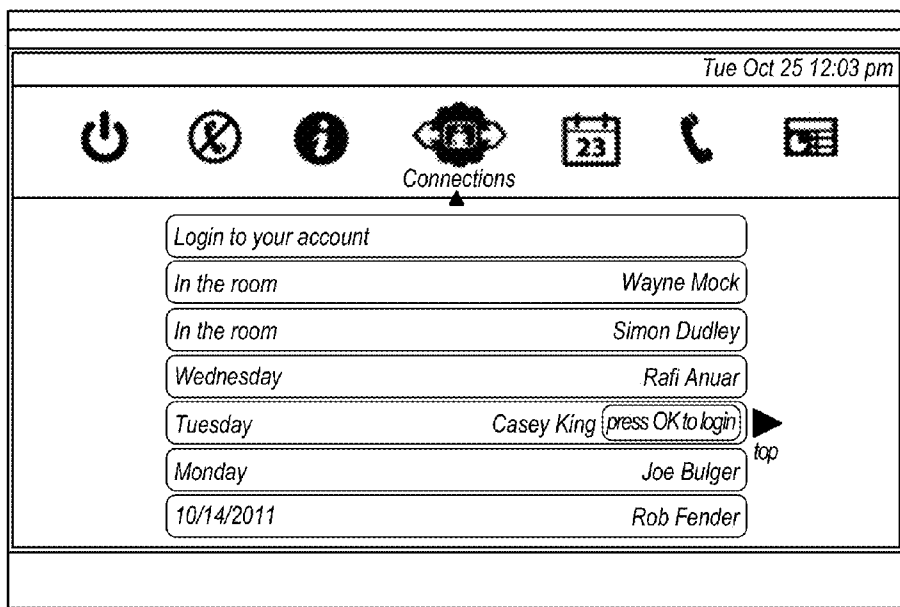 Tue Oct 25 12:03 pm
23
Connections
Login to your account
In the room Wayne Mock
In the room Simon Dudley
Wednesday Rafi Anuar
Tuesday Casey King press OK to login
top
Monday Joe Bulger
10/14/2011 Rob Fender